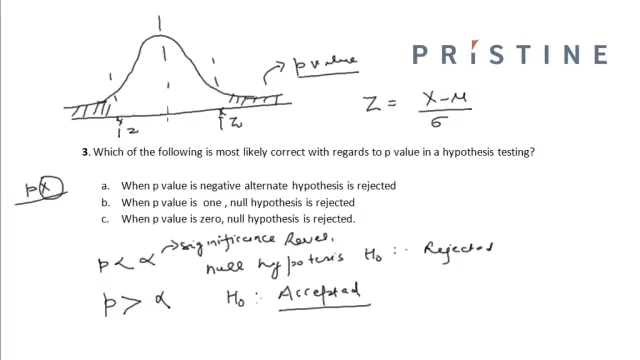 p value
PRISTINE
Z = X-μ
σ
z z
3. Which of the following is most likely correct with regards to p value in a hypothesis testing?
p(x)
a. When p value is negative alternate hypothesis is rejected
b. When p value is one , null hypothesis is rejected
c. When p value is zero, null hypothesis is rejected.
p < α → significance level,
null hypotesis H₀ : Rejected
p > α H₀ : Accepted